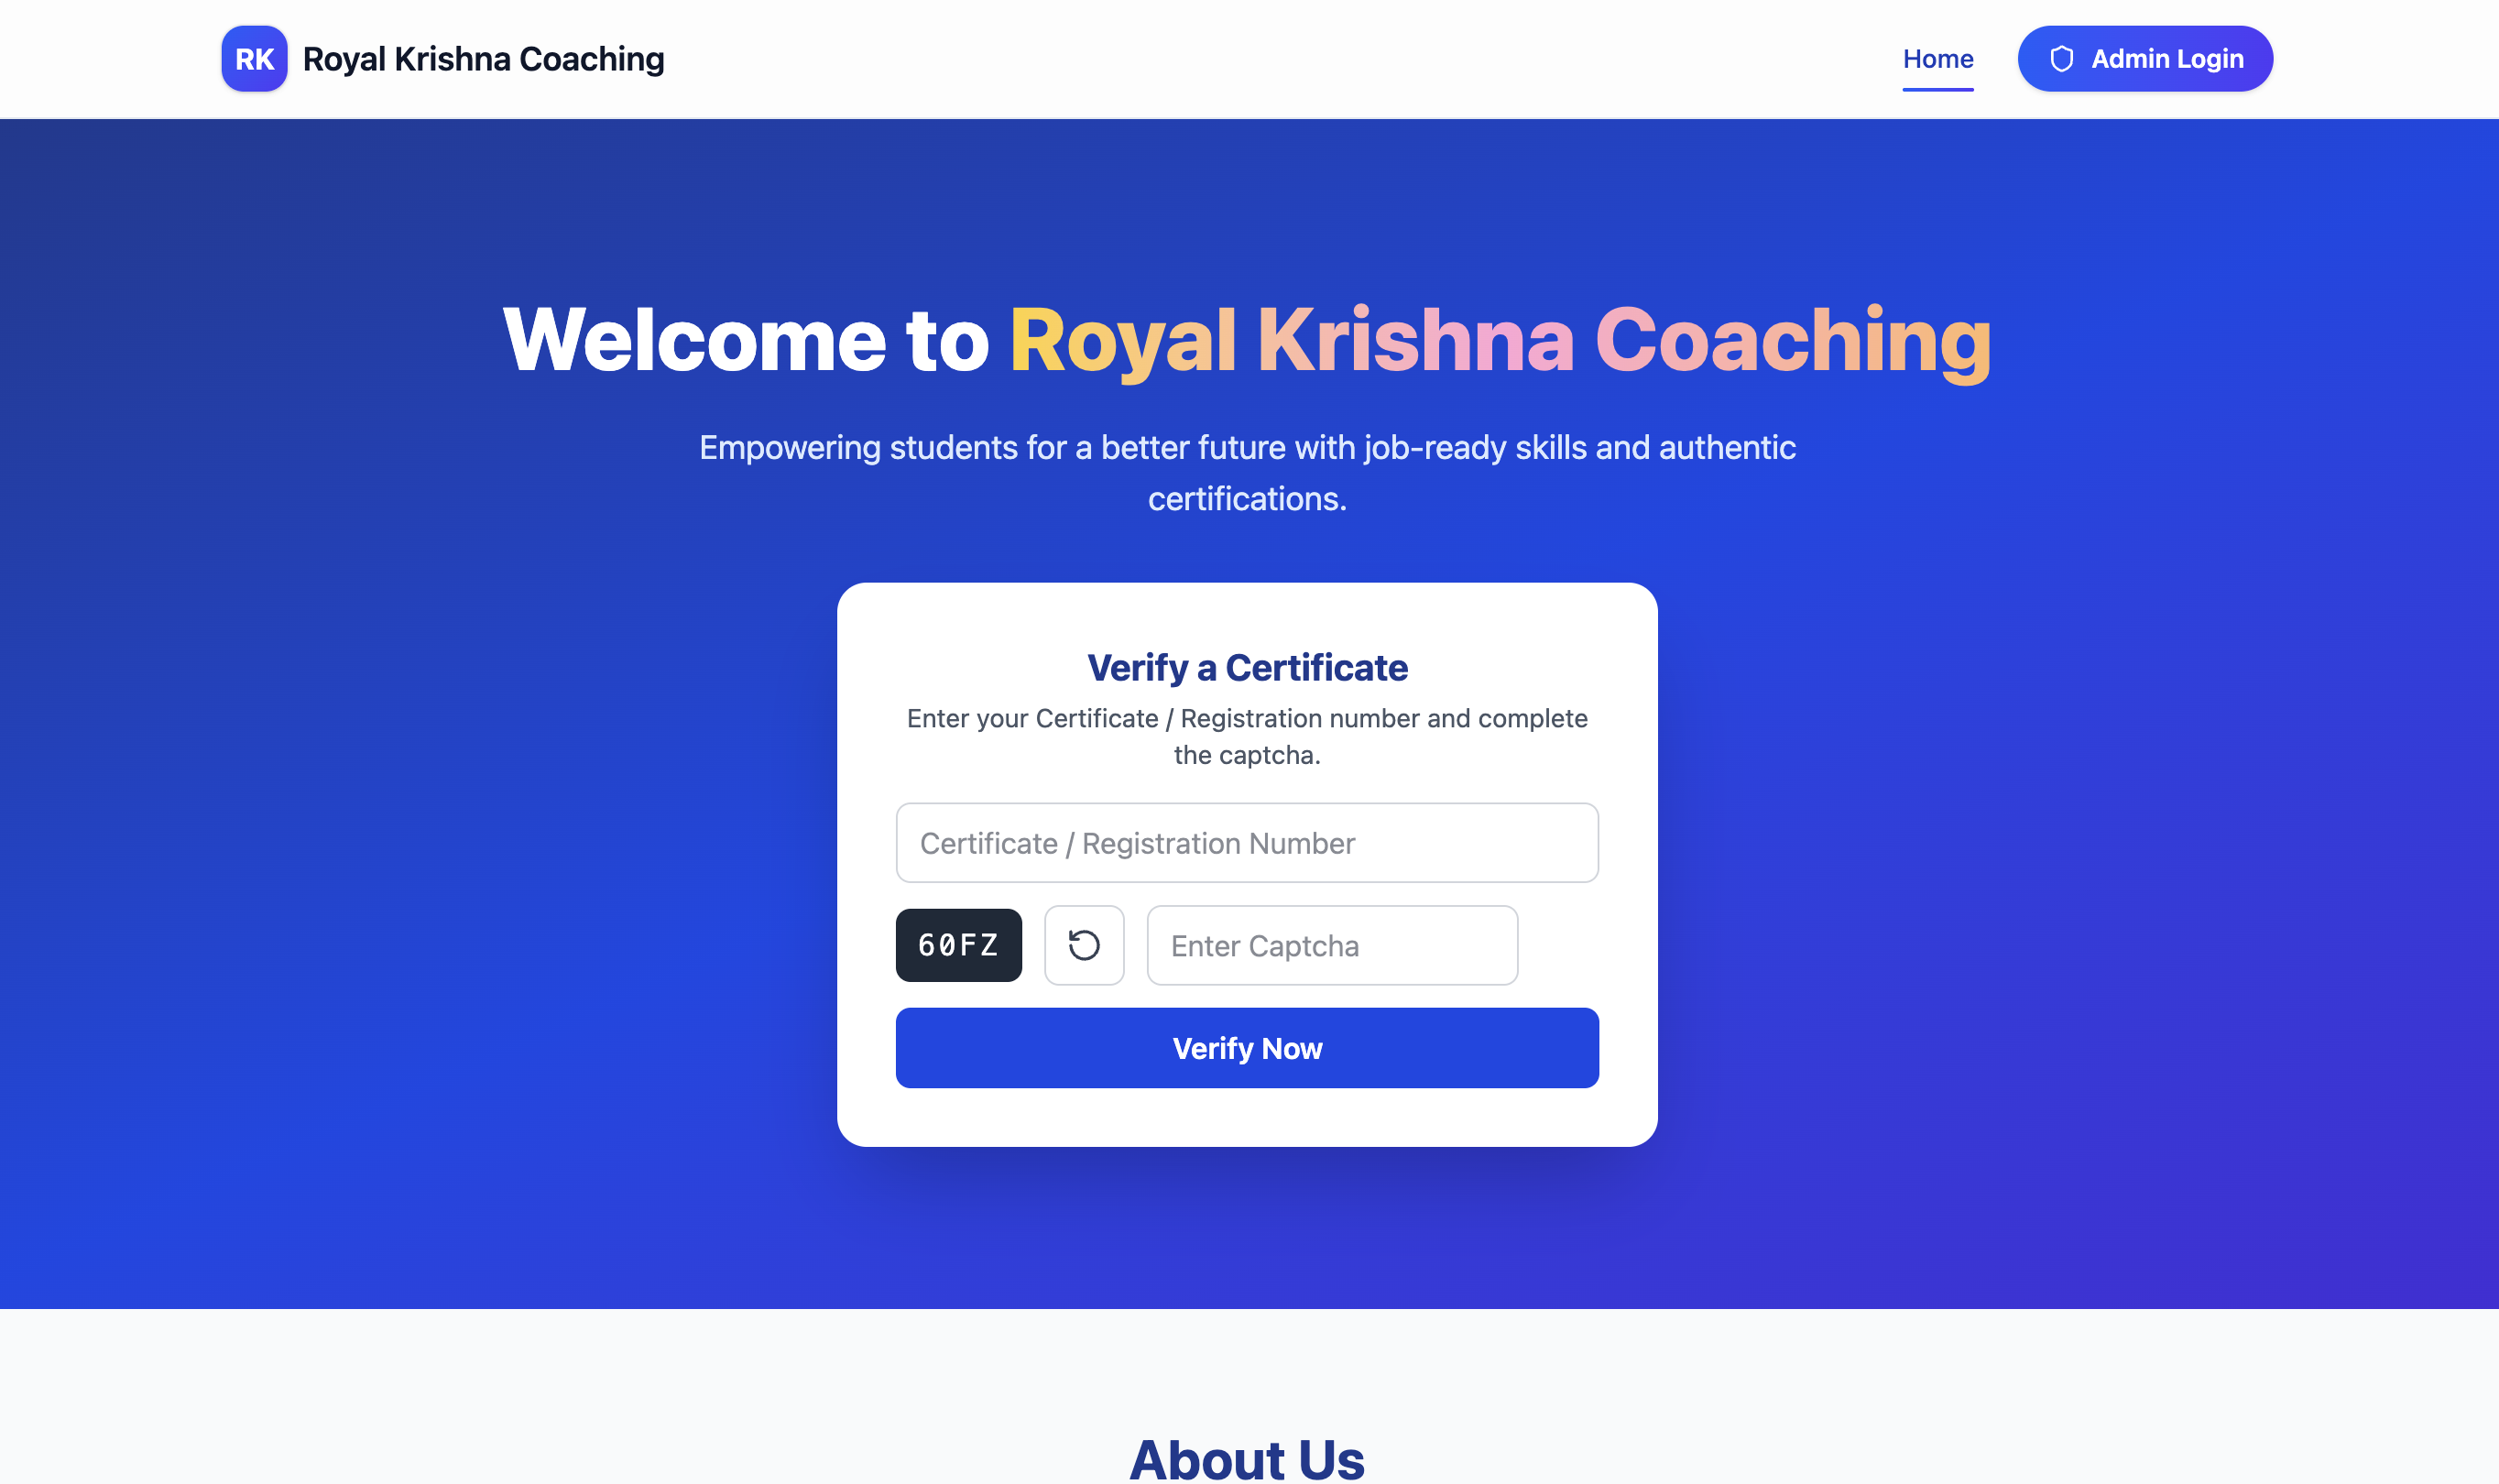 RK
Royal Krishna Coaching
Home
Admin Login
Welcome to Royal Krishna Coaching
Empowering students for a better future with job-ready skills and authentic
certifications.
Verify a Certificate
Enter your Certificate / Registration number and complete
the captcha.
Certificate / Registration Number
60FZ
Enter Captcha
Verify Now
About Us